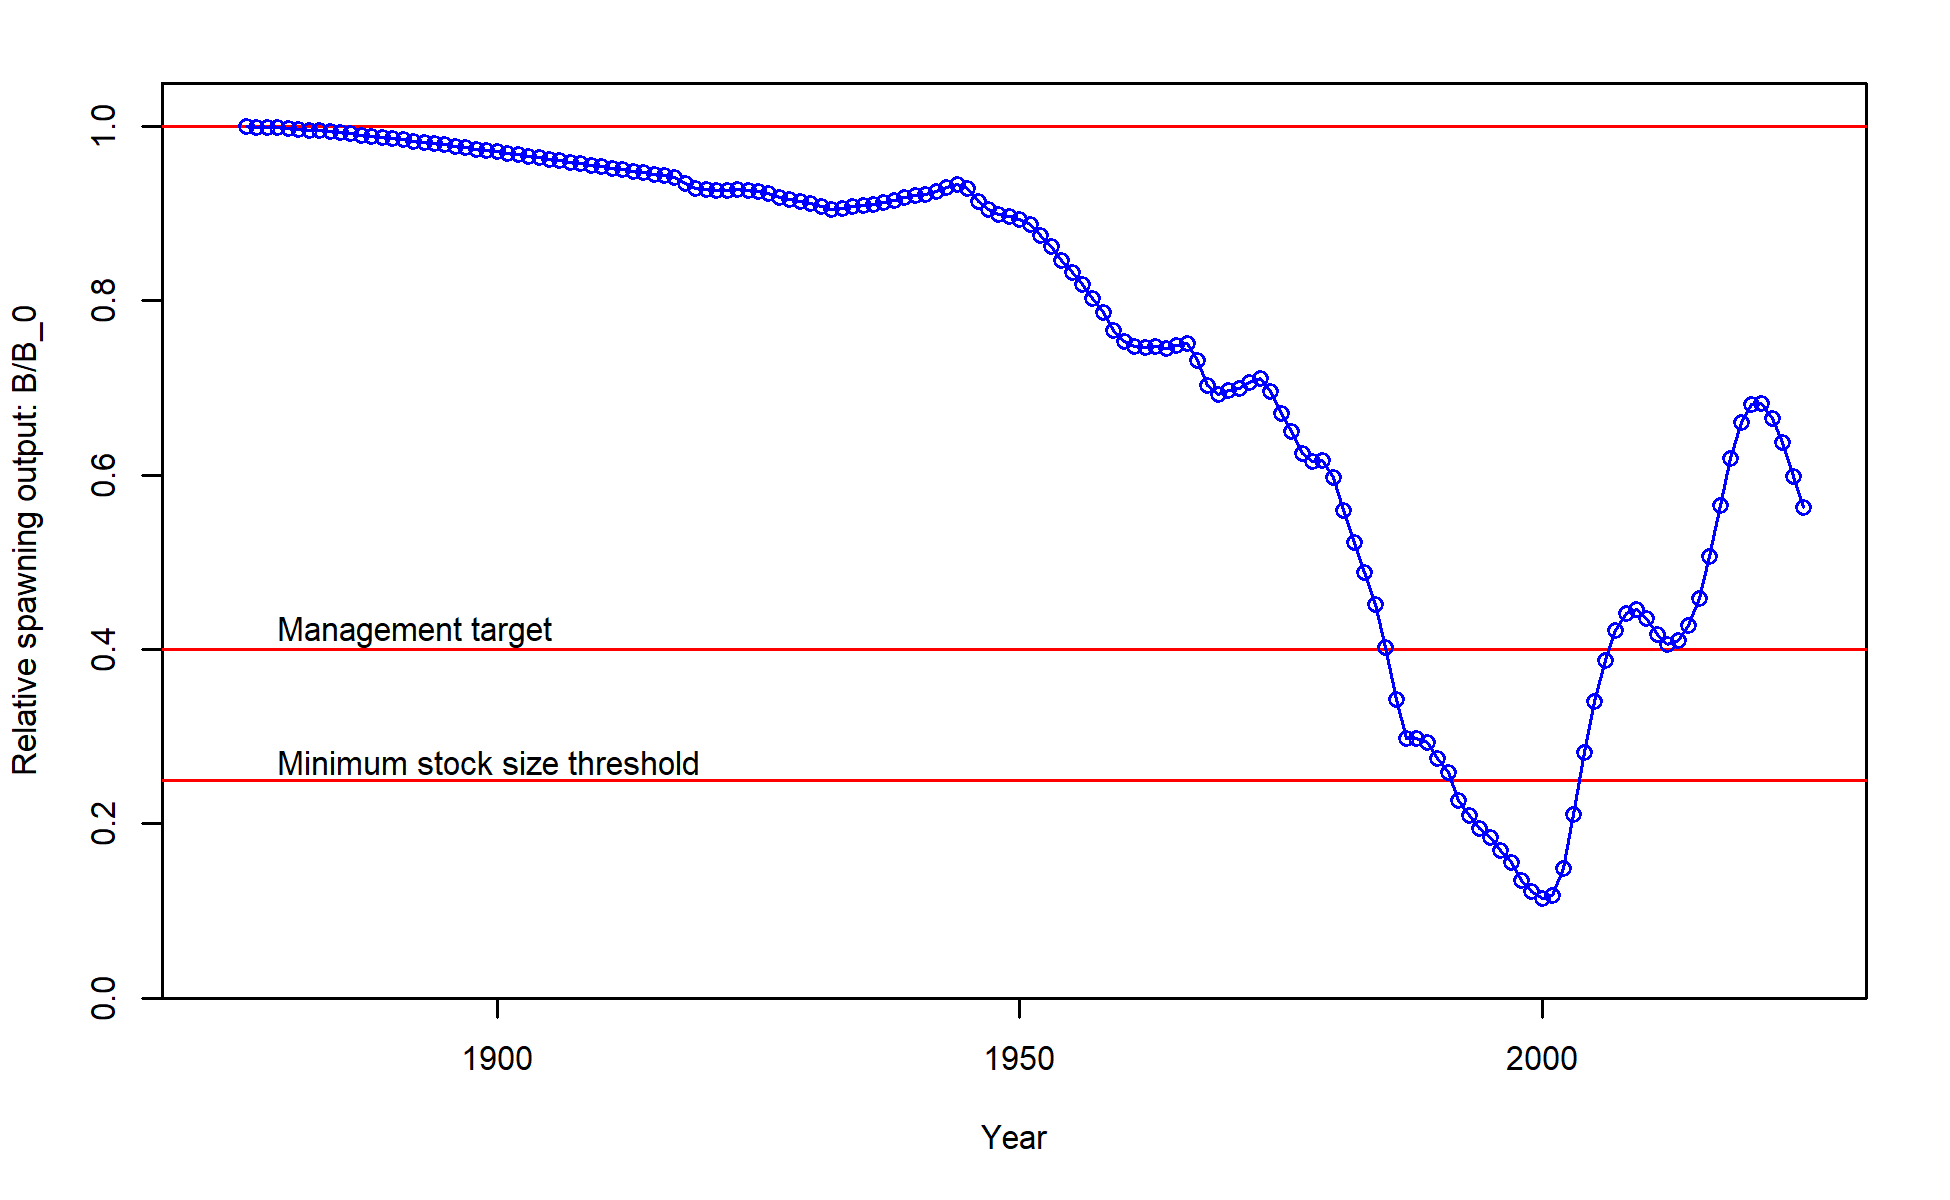 Relative spawning output: B/B_0
1.0
0.8
0.6
0.4
0.2
0.0
Management target
Minimum stock size threshold
1900 1950 2000
Year